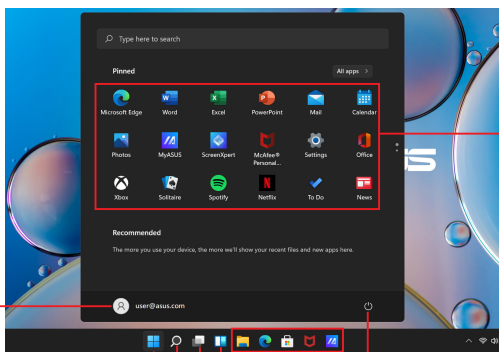 Type here to search
Pinned
All apps >
Microsoft Edge
Word
Excel
PowerPoint
Mail
Calendar
Photos
MyASUS
ScreenXpert
McAfee®
Personal...
Settings
Office
Xbox
Solitaire
Spotify
Netflix
To Do
News
Recommended
The more you use your device, the more we'll show your recent files and new apps here.
user@asus.com